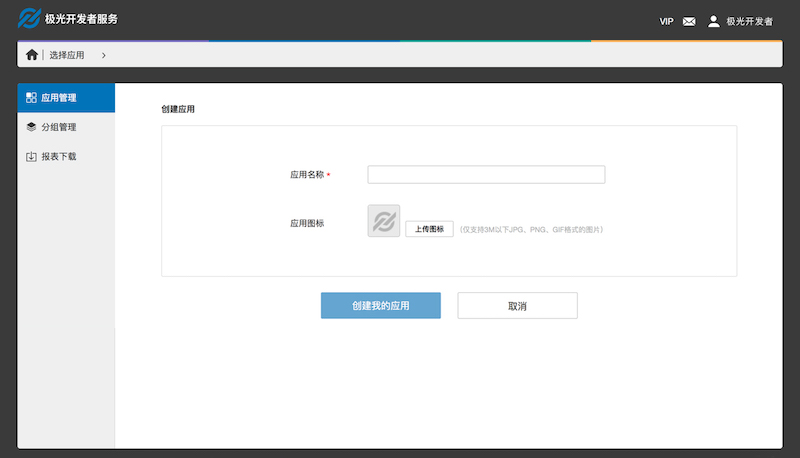 极光开发者服务
VIP 极光开发者
选择应用
应用管理
分组管理
报表下载
创建应用
应用名称 *
应用图标
上传图标 (仅支持3M以下JPG、PNG、GIF格式的图片)
创建我的应用 取消